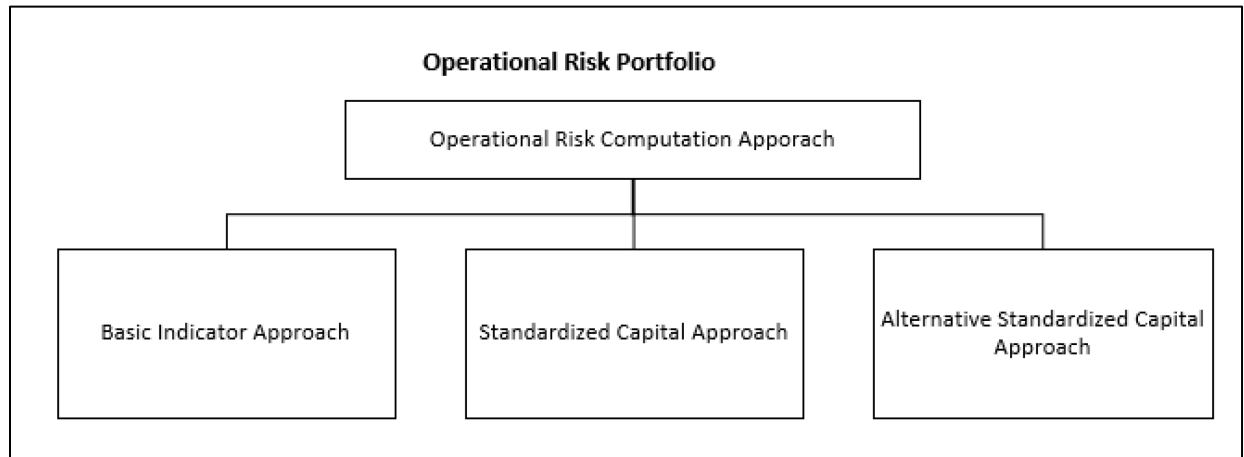 Operational Risk Portfolio
Operational Risk Computation Apporach
Basic Indicator Approach
Standardized Capital Approach
Alternative Standardized Capital
Approach